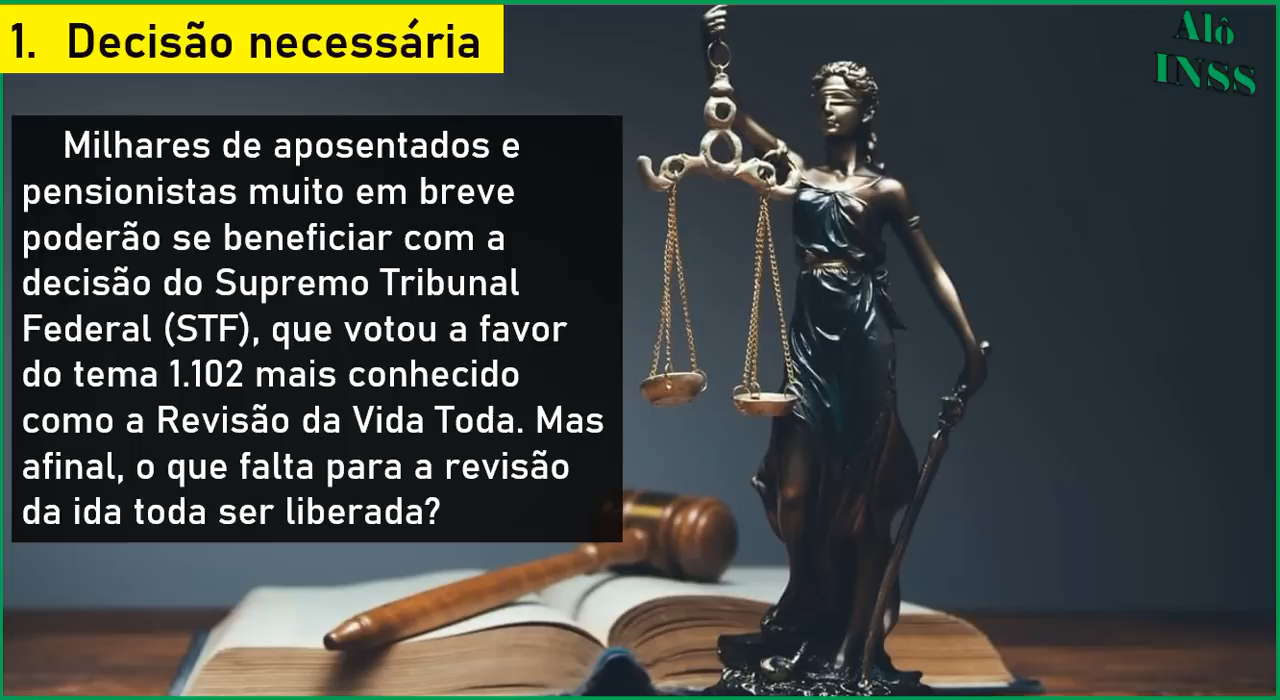 1. Decisão necessária
Alô
INSS
Milhares de aposentados e
pensionistas muito em breve
poderão se beneficiar com a
decisão do Supremo Tribunal
Federal (STF), que votou a favor
do tema 1.102 mais conhecido
como a Revisão da Vida Toda. Mas
afinal, o que falta para a revisão
da ida toda ser liberada?